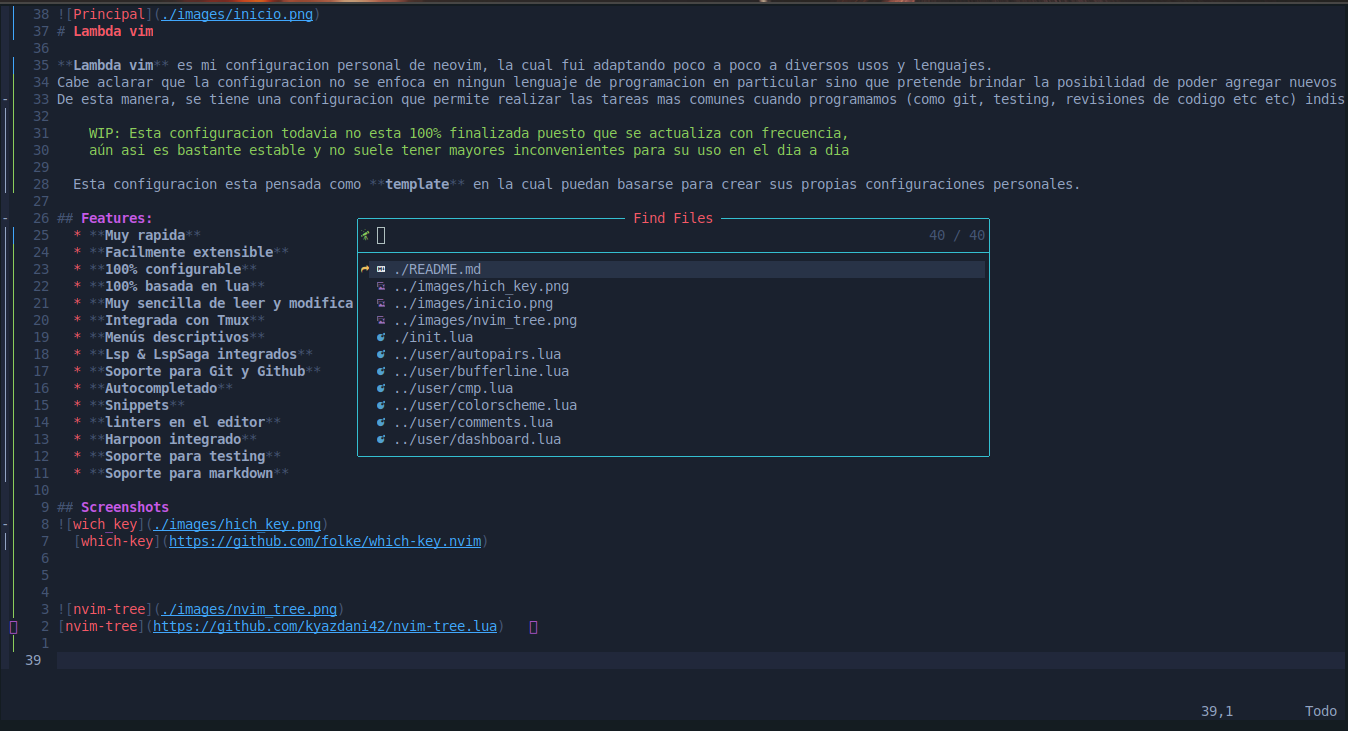 38 ![Principal](./images/inicio.png)
37 # Lambda vim
36
35 **Lambda vim** es mi configuracion personal de neovim, la cual fui adaptando poco a poco a diversos usos y lenguajes.
34 Cabe aclarar que la configuracion no se enfoca en ningun lenguaje de programacion en particular sino que pretende brindar la posibilidad de poder agregar nuevos
33 De esta manera, se tiene una configuracion que permite realizar las tareas mas comunes cuando programamos (como git, testing, revisiones de codigo etc etc) indis
32
31 WIP: Esta configuracion todavia no esta 100% finalizada puesto que se actualiza con frecuencia,
30 aún asi es bastante estable y no suele tener mayores inconvenientes para su uso en el dia a dia
29
28 Esta configuracion esta pensada como **template** en la cual puedan basarse para crear sus propias configuraciones personales.
27
26 ## Features:
25 * **Muy rapida**
24 * **Facilmente extensible**
23 * **100% configurable**
22 * **100% basada en lua**
21 * **Muy sencilla de leer y modifica
20 * **Integrada con Tmux**
19 * **Menús descriptivos**
18 * **Lsp & LspSaga integrados**
17 * **Soporte para Git y Github**
16 * **Autocompletado**
15 * **Snippets**
14 * **linters en el editor**
13 * **Harpoon integrado**
12 * **Soporte para testing**
11 * **Soporte para markdown**
10
9 ## Screenshots
8 ![wich_key](./images/hich_key.png)
7 [which-key](https://github.com/folke/which-key.nvim)
6
5
4
3 ![nvim-tree](./images/nvim_tree.png)
2 [nvim-tree](https://github.com/kyazdani42/nvim-tree.lua)
1
39
Find Files
40 / 40
./README.md
../images/hich_key.png
../images/inicio.png
../images/nvim_tree.png
./init.lua
../user/autopairs.lua
../user/bufferline.lua
../user/cmp.lua
../user/colorscheme.lua
../user/comments.lua
../user/dashboard.lua
39,1 Todo